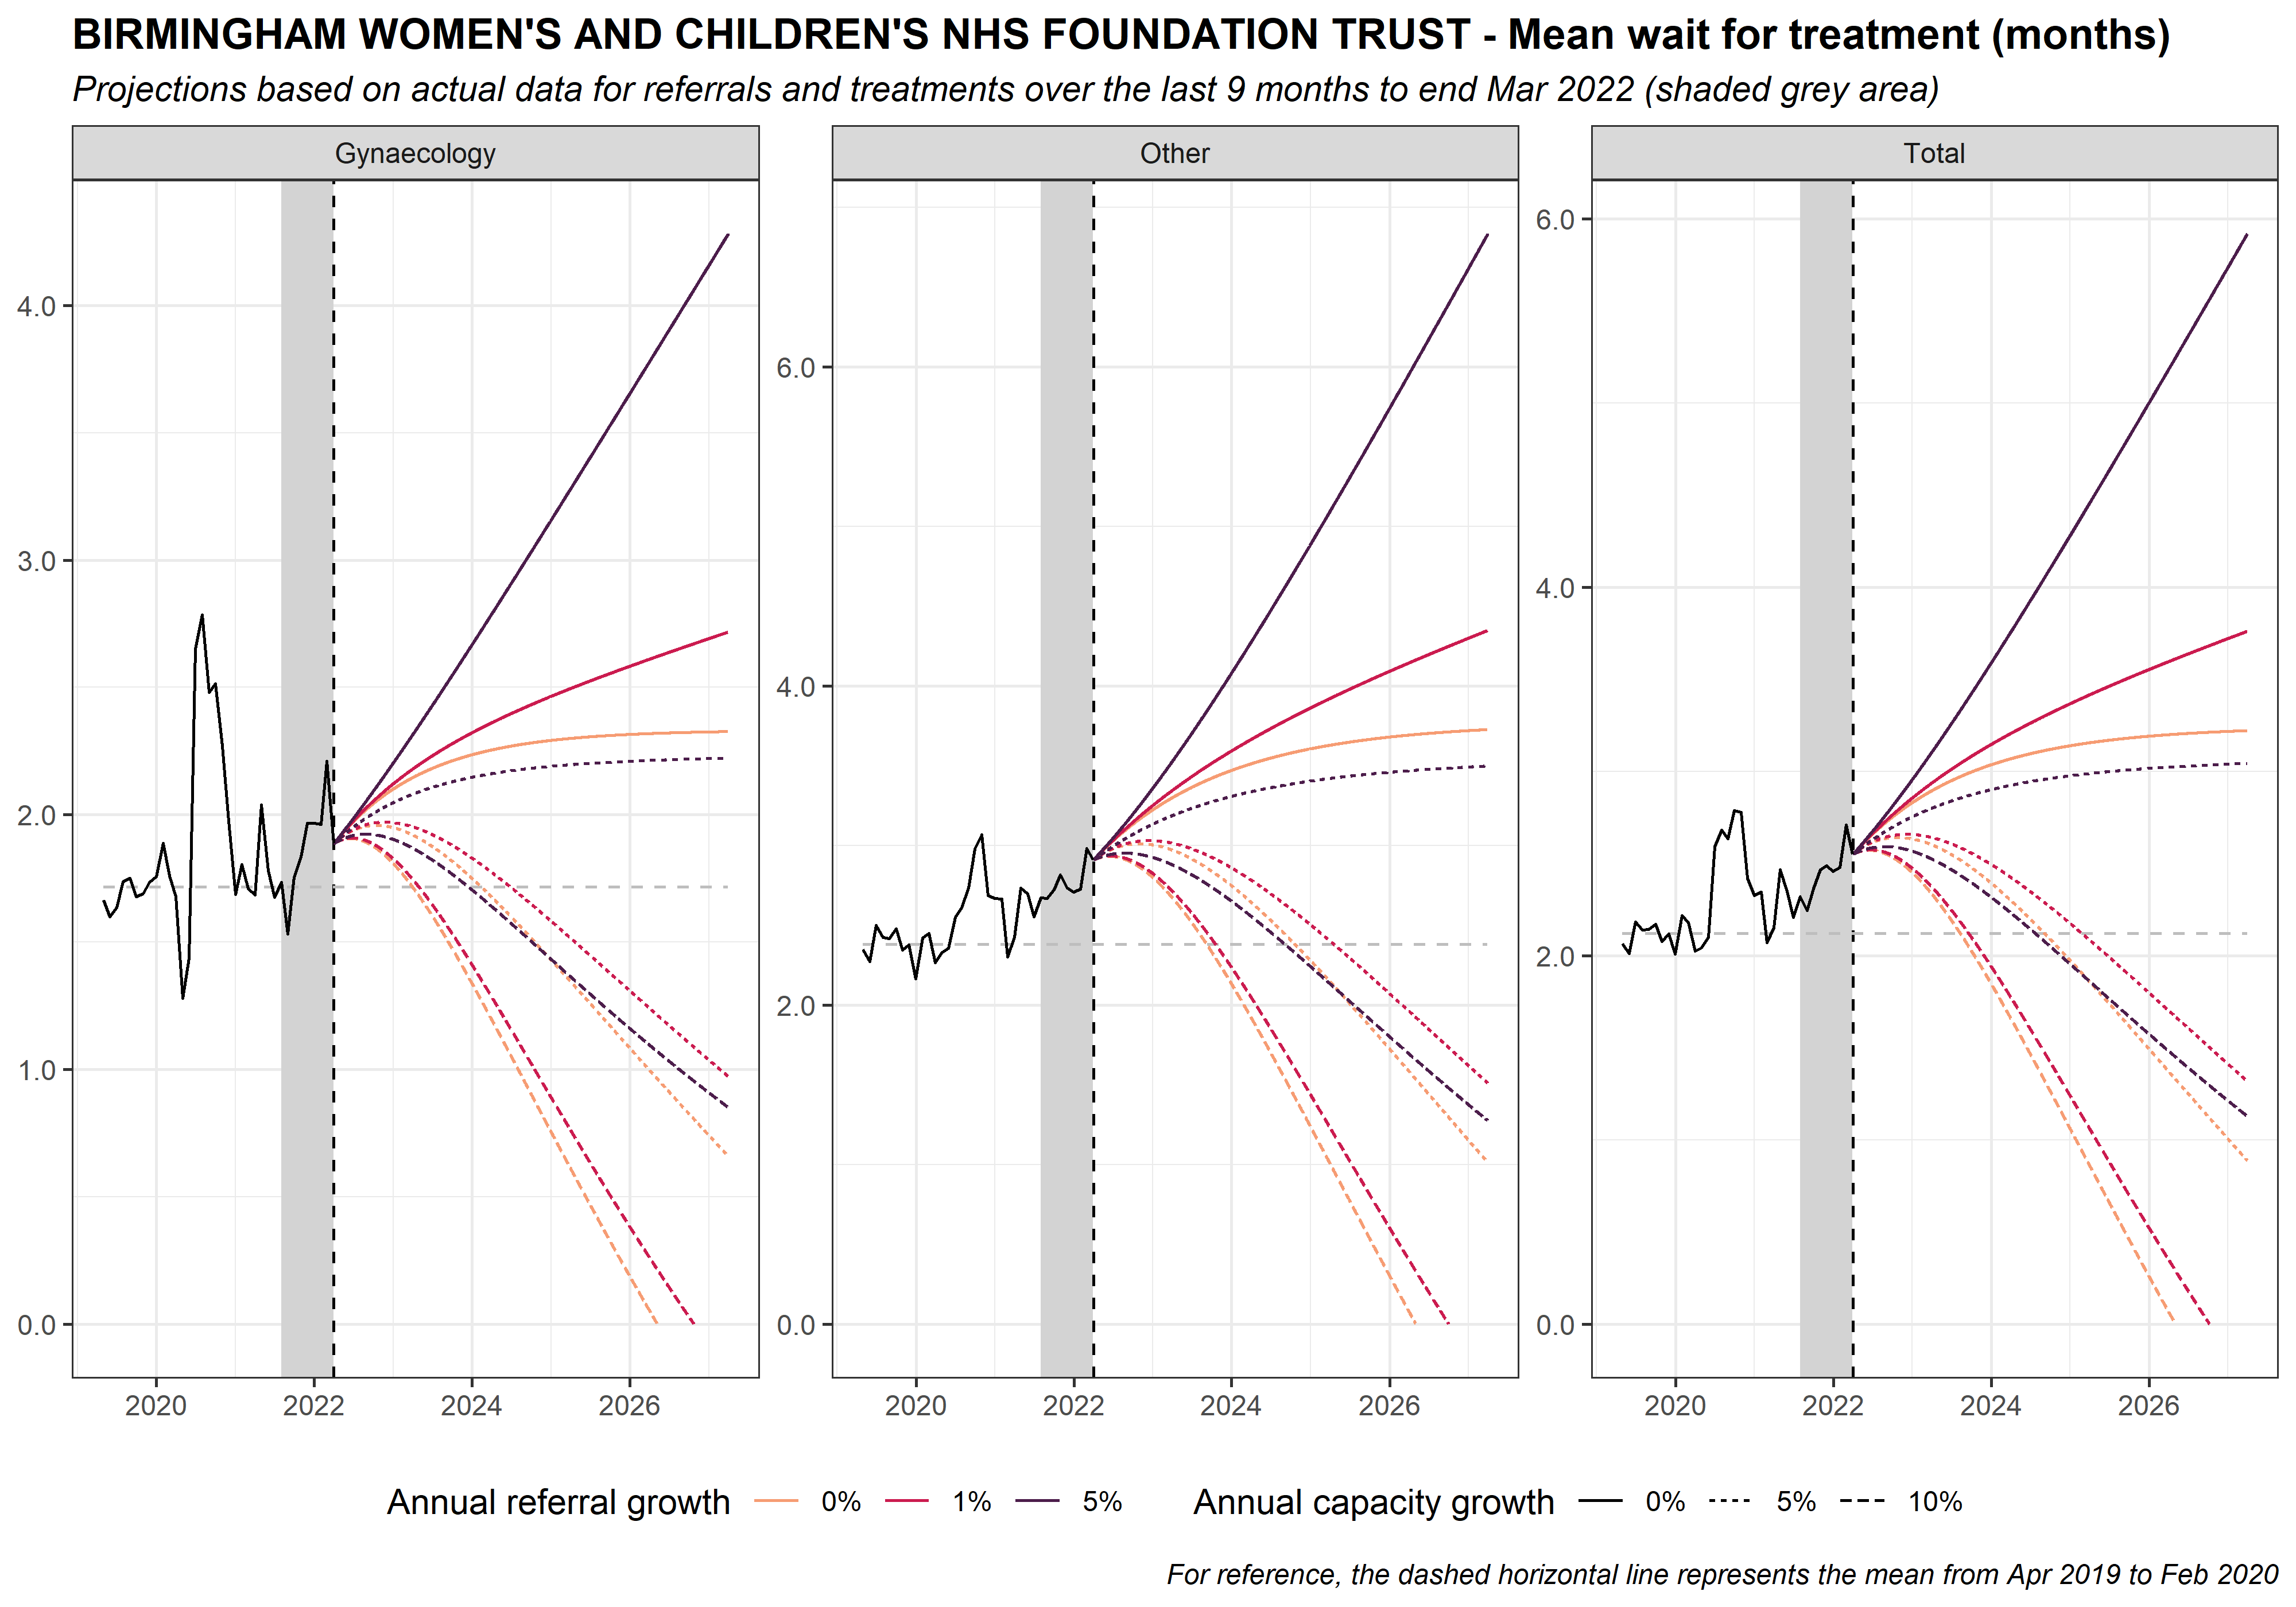 BIRMINGHAM WOMEN'S AND CHILDREN'S NHS FOUNDATION TRUST - Mean wait for treatment (months)
Projections based on actual data for referrals and treatments over the last 9 months to end Mar 2022 (shaded grey area)
Gynaecology
4.0
3.0
2.0
1.0
0.0
2020 2022 2024 2026
Other
6.0
4.0
2.0
0.0
2020 2022 2024 2026
Total
6.0
4.0
2.0
0.0
2020 2022 2024 2026
Annual referral growth 0% 1% 5% Annual capacity growth 0% 5% 10%
For reference, the dashed horizontal line represents the mean from Apr 2019 to Feb 2020